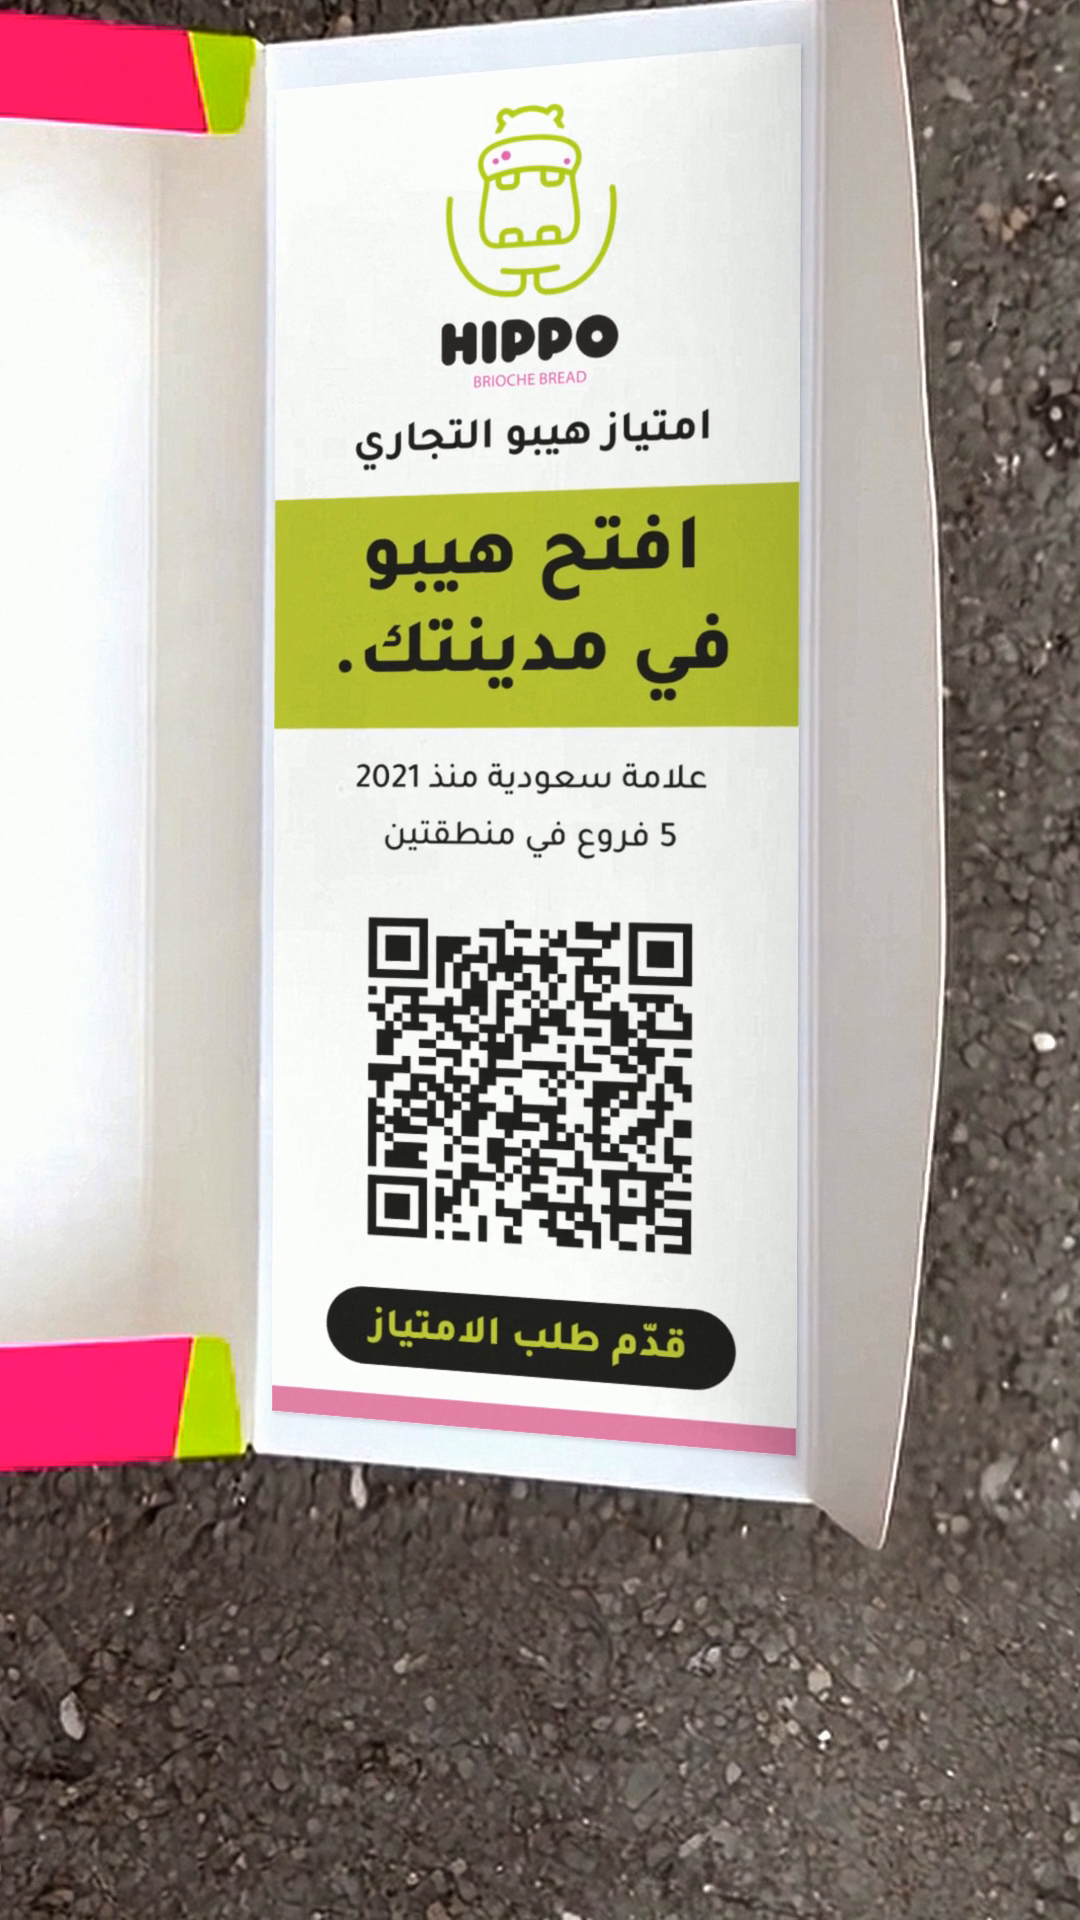 HIPPO
BRIOCHE BREAD
امتياز هيبو التجاري
افتح هيبو
في مدينتك.
علامة سعودية منذ 2021
5 فروع في منطقتين
قدّم طلب الامتياز